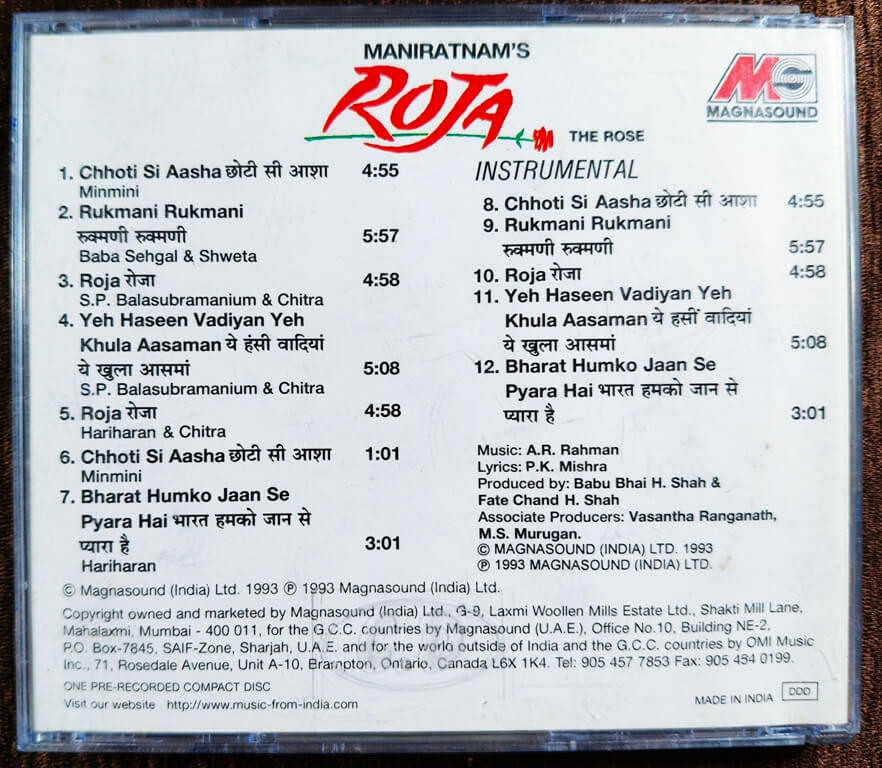 MANIRATNAM'S
ROJA
THE ROSE
MG
MAGNASOUND
1. Chhoti Si Aasha छोटी सी आशा 4:55
Minmini
2. Rukmani Rukmani
रुक्मणी रुक्मणी 5:57
Baba Sehgal & Shweta
3. Roja रोजा 4:58
S.P. Balasubramanium & Chitra
4. Yeh Haseen Vadiyan Yeh
Khula Aasaman ये हंसी वादियां
ये खुला आसमां 5:08
S.P. Balasubramanium & Chitra
5. Roja रोजा 4:58
Hariharan & Chitra
6. Chhoti Si Aasha छोटी सी आशा 1:01
Minmini
7. Bharat Humko Jaan Se
Pyara Hai भारत हमको जान से
प्यारा है 3:01
Hariharan
INSTRUMENTAL
8. Chhoti Si Aasha छोटी सी आशा 4:55
9. Rukmani Rukmani
रुक्मणी रुक्मणी 5:57
10. Roja रोजा 4:58
11. Yeh Haseen Vadiyan Yeh
Khula Aasaman ये हसीं वादियां
ये खुला आसमां 5:08
12. Bharat Humko Jaan Se
Pyara Hai भारत हमको जान से
प्यारा है 3:01
Music: A.R. Rahman
Lyrics: P.K. Mishra
Produced by: Babu Bhai H. Shah &
Fate Chand H. Shah
Associate Producers: Vasantha Ranganath,
M.S. Murugan.
© MAGNASOUND (INDIA) LTD. 1993
℗ 1993 MAGNASOUND (INDIA) LTD.
© Magnasound (India) Ltd. 1993 ℗ 1993 Magnasound (India) Ltd.
Copyright owned and marketed by Magnasound (India) Ltd., G-9, Laxmi Woollen Mills Estate Ltd., Shakti Mill Lane,
Mahalaxmi, Mumbai - 400 011, for the G.C.C. countries by Magnasound (U.A.E.), Office No.10, Building NE-2,
P.O. Box-7845, SAIF-Zone, Sharjah, U.A.E. and for the world outside of India and the G.C.C. countries by OMI Music
Inc., 71, Rosedale Avenue, Unit A-10, Brampton, Ontario, Canada L6X 1K4. Tel: 905 457 7853 Fax: 905 454 0199.
ONE PRE-RECORDED COMPACT DISC
Visit our website http://www.music-from-india.com
MADE IN INDIA DDD